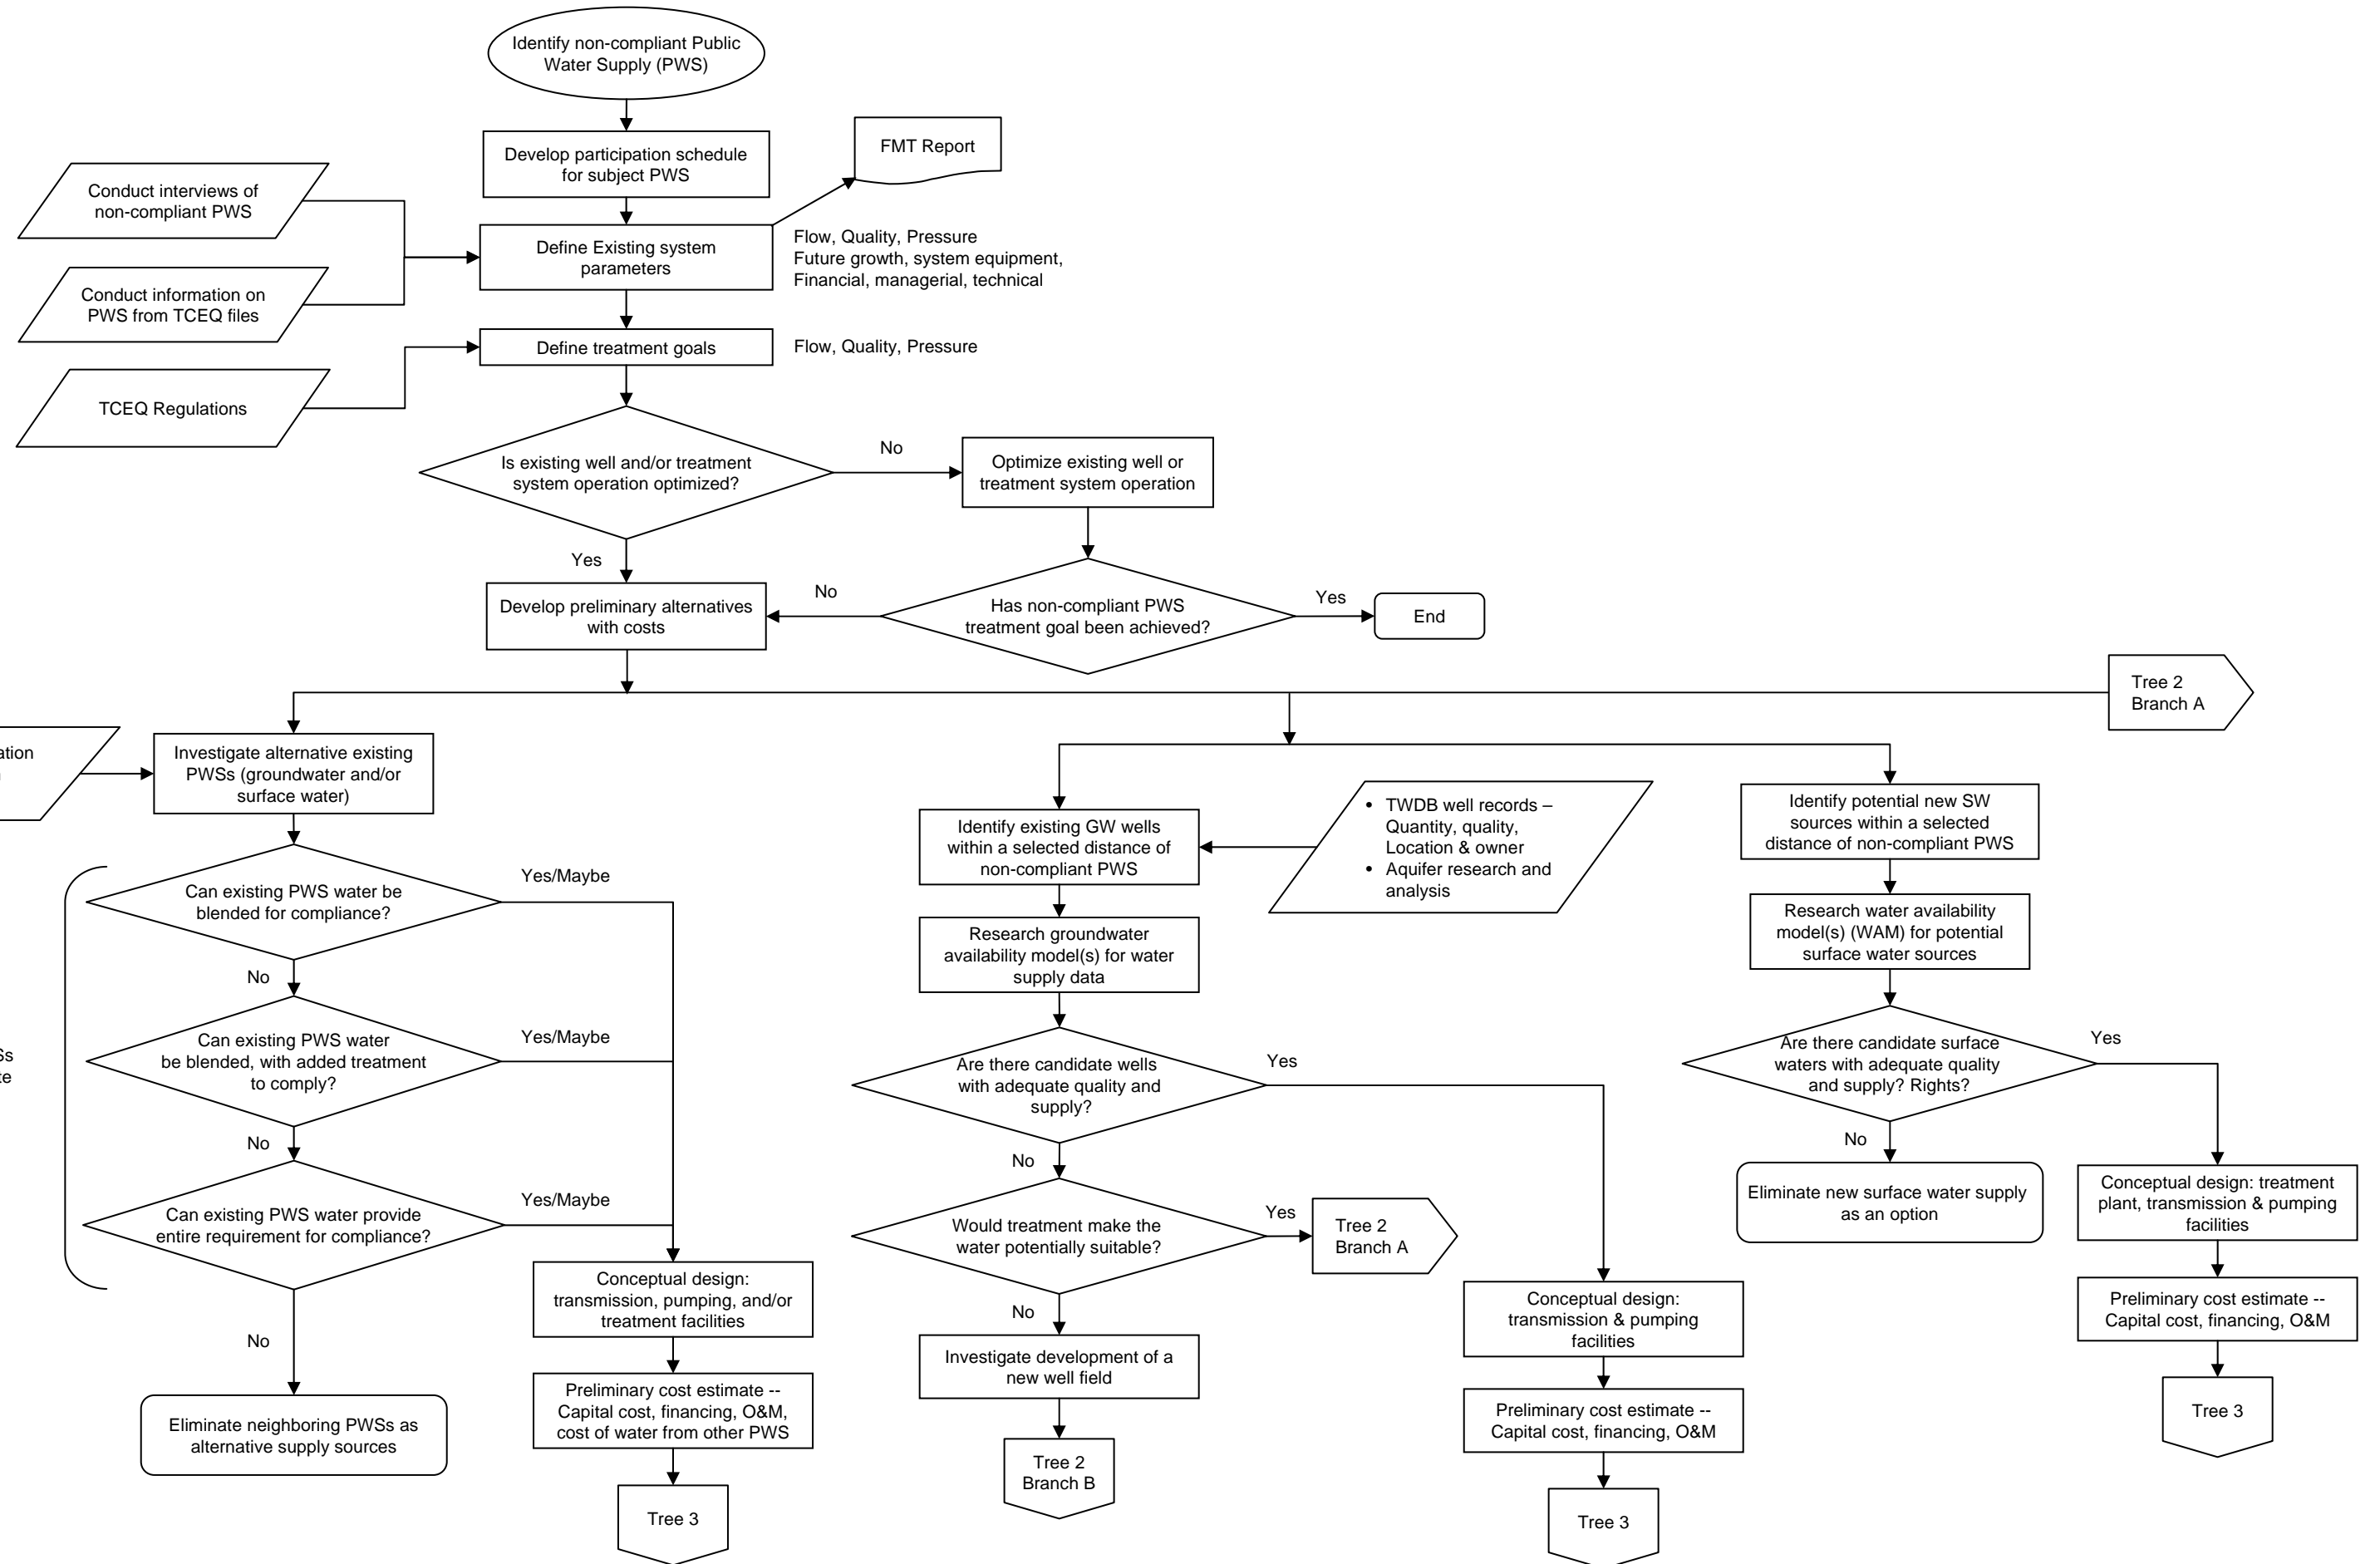 Identify non-compliant Public
Water Supply (PWS)
Develop participation schedule
for subject PWS
FMT Report
Conduct interviews of
non-compliant PWS
Define Existing system
parameters
Flow, Quality, Pressure
Future growth, system equipment,
Financial, managerial, technical
Conduct information on
PWS from TCEQ files
Define treatment goals
Flow, Quality, Pressure
TCEQ Regulations
Is existing well and/or treatment
system operation optimized?
No
Optimize existing well or
treatment system operation
Yes
Develop preliminary alternatives
with costs
No
Has non-compliant PWS
treatment goal been achieved?
Yes
End
Tree 2
Branch A
Investigate alternative existing
PWSs (groundwater and/or
surface water)
Can existing PWS water be
blended for compliance?
Yes/Maybe
No
Can existing PWS water
be blended, with added treatment
to comply?
Yes/Maybe
No
Can existing PWS water provide
entire requirement for compliance?
Yes/Maybe
No
Eliminate neighboring PWSs as
alternative supply sources
Conceptual design:
transmission, pumping, and/or
treatment facilities
Preliminary cost estimate --
Capital cost, financing, O&M,
cost of water from other PWS
Tree 3
Identify existing GW wells
within a selected distance of
non-compliant PWS
• TWDB well records –
Quantity, quality,
Location & owner
• Aquifer research and
analysis
Research groundwater
availability model(s) for water
supply data
Are there candidate wells
with adequate quality and
supply?
Yes
No
Would treatment make the
water potentially suitable?
Yes
Tree 2
Branch A
No
Investigate development of a
new well field
Tree 2
Branch B
Conceptual design:
transmission & pumping
facilities
Preliminary cost estimate --
Capital cost, financing, O&M
Tree 3
Identify potential new SW
sources within a selected
distance of non-compliant PWS
Research water availability
model(s) (WAM) for potential
surface water sources
Are there candidate surface
waters with adequate quality
and supply? Rights?
Yes
No
Eliminate new surface water supply
as an option
Conceptual design: treatment
plant, transmission & pumping
facilities
Preliminary cost estimate --
Capital cost, financing, O&M
Tree 3